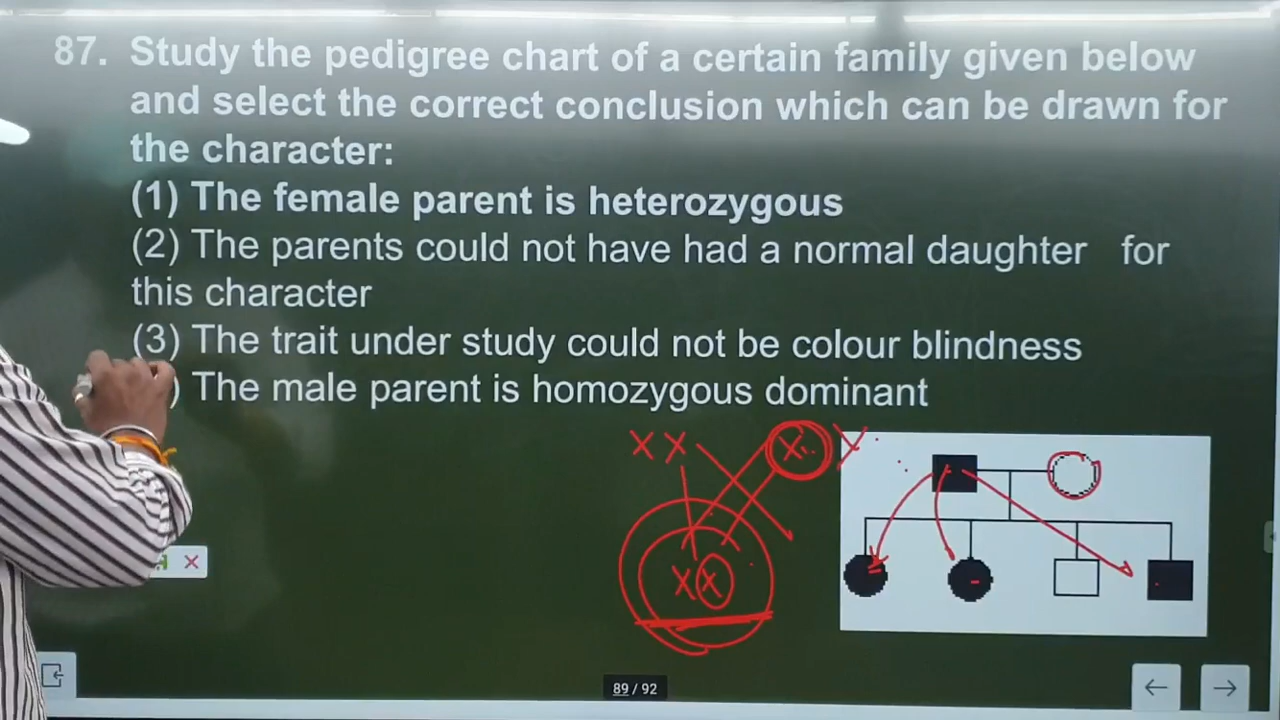 87. Study the pedigree chart of a certain family given below
and select the correct conclusion which can be drawn for
the character:
(1) The female parent is heterozygous
(2) The parents could not have had a normal daughter for
this character
(3) The trait under study could not be colour blindness
) The male parent is homozygous dominant
X X X Y
X X
89 / 92